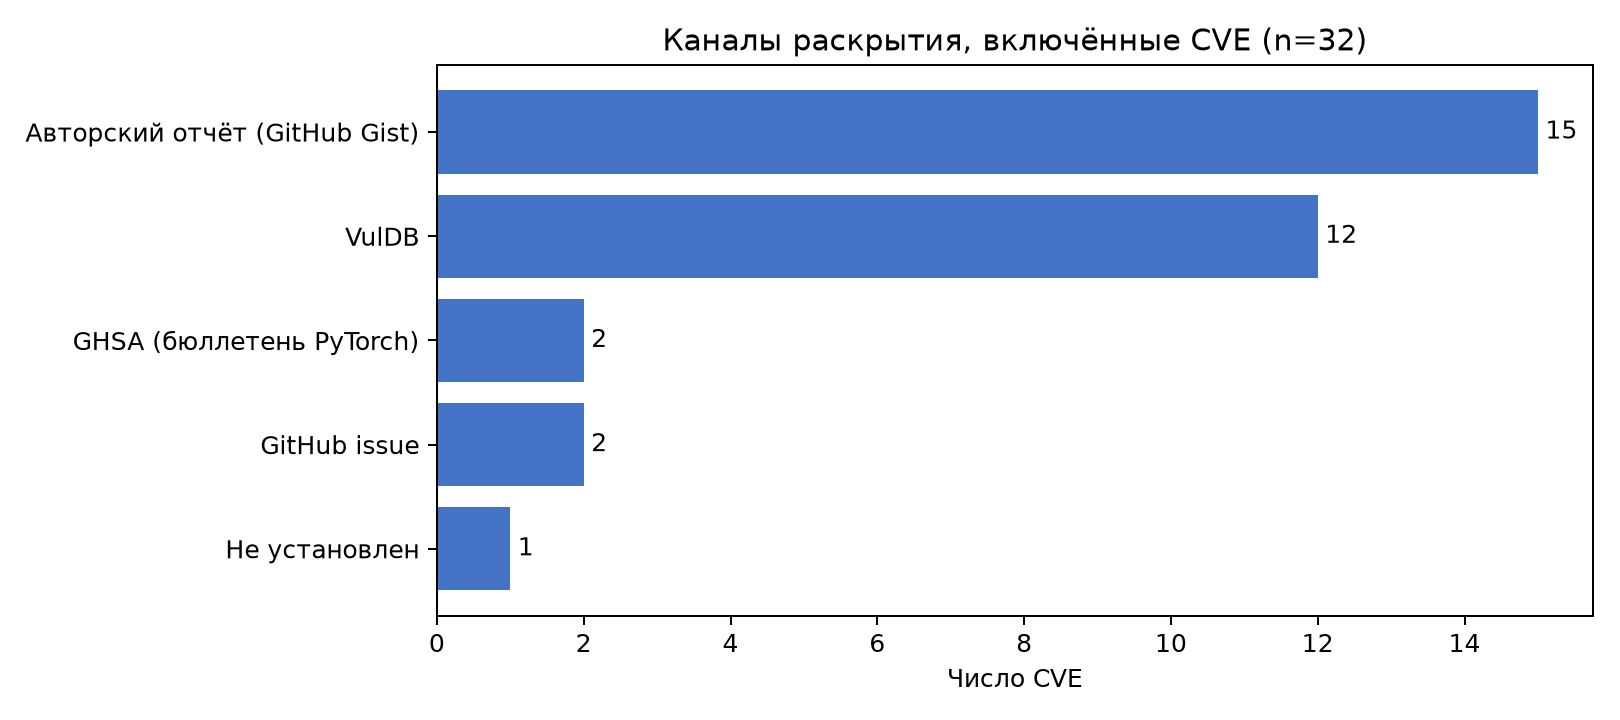 Каналы раскрытия, включённые CVE (n=32)
Авторский отчёт (GitHub Gist)
15
VulDB
12
GHSA (бюллетень PyTorch)
2
GitHub issue
2
Не установлен
1
0 2 4 6 8 10 12 14
Число CVE